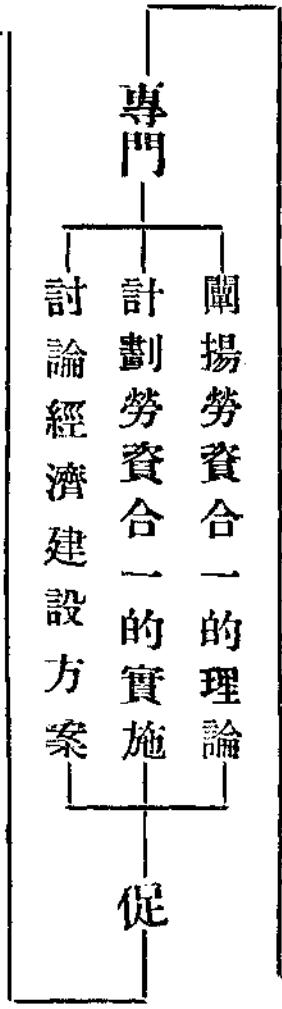 專門
闡揚勞資合一的理論
計劃勞資合一的實施
討論經濟建設方案
促